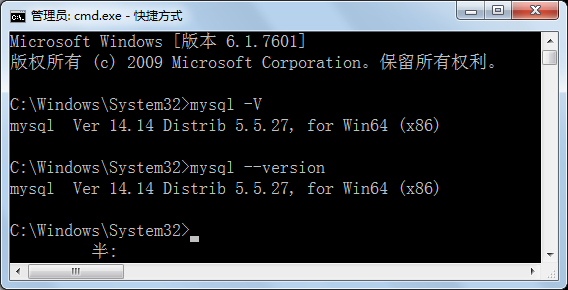 管理员: cmd.exe - 快捷方式
Microsoft Windows [版本 6.1.7601]
版权所有 (c) 2009 Microsoft Corporation。保留所有权利。
C:\Windows\System32>mysql -V
mysql  Ver 14.14 Distrib 5.5.27, for Win64 (x86)
C:\Windows\System32>mysql --version
mysql  Ver 14.14 Distrib 5.5.27, for Win64 (x86)
C:\Windows\System32>
半: